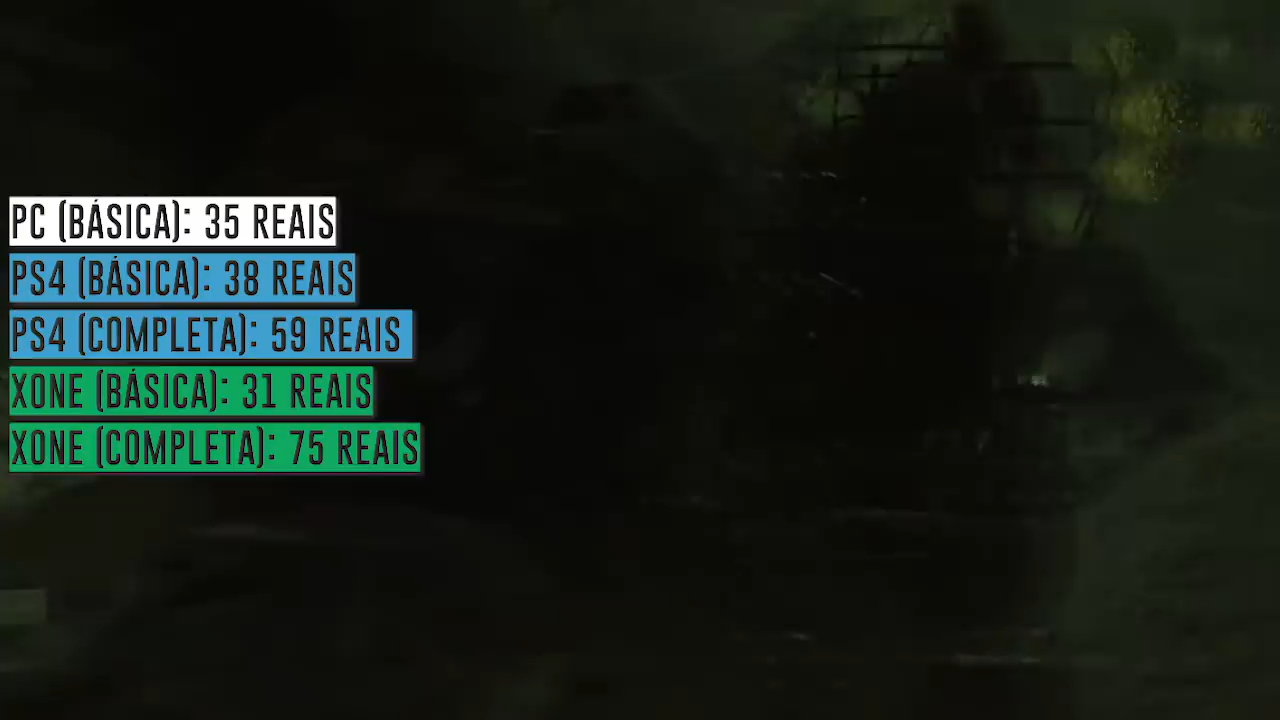 PC (BÁSICA): 35 REAIS
PS4 (BÁSICA): 38 REAIS
PS4 (COMPLETA): 59 REAIS
XONE (BÁSICA): 31 REAIS
XONE (COMPLETA): 75 REAIS